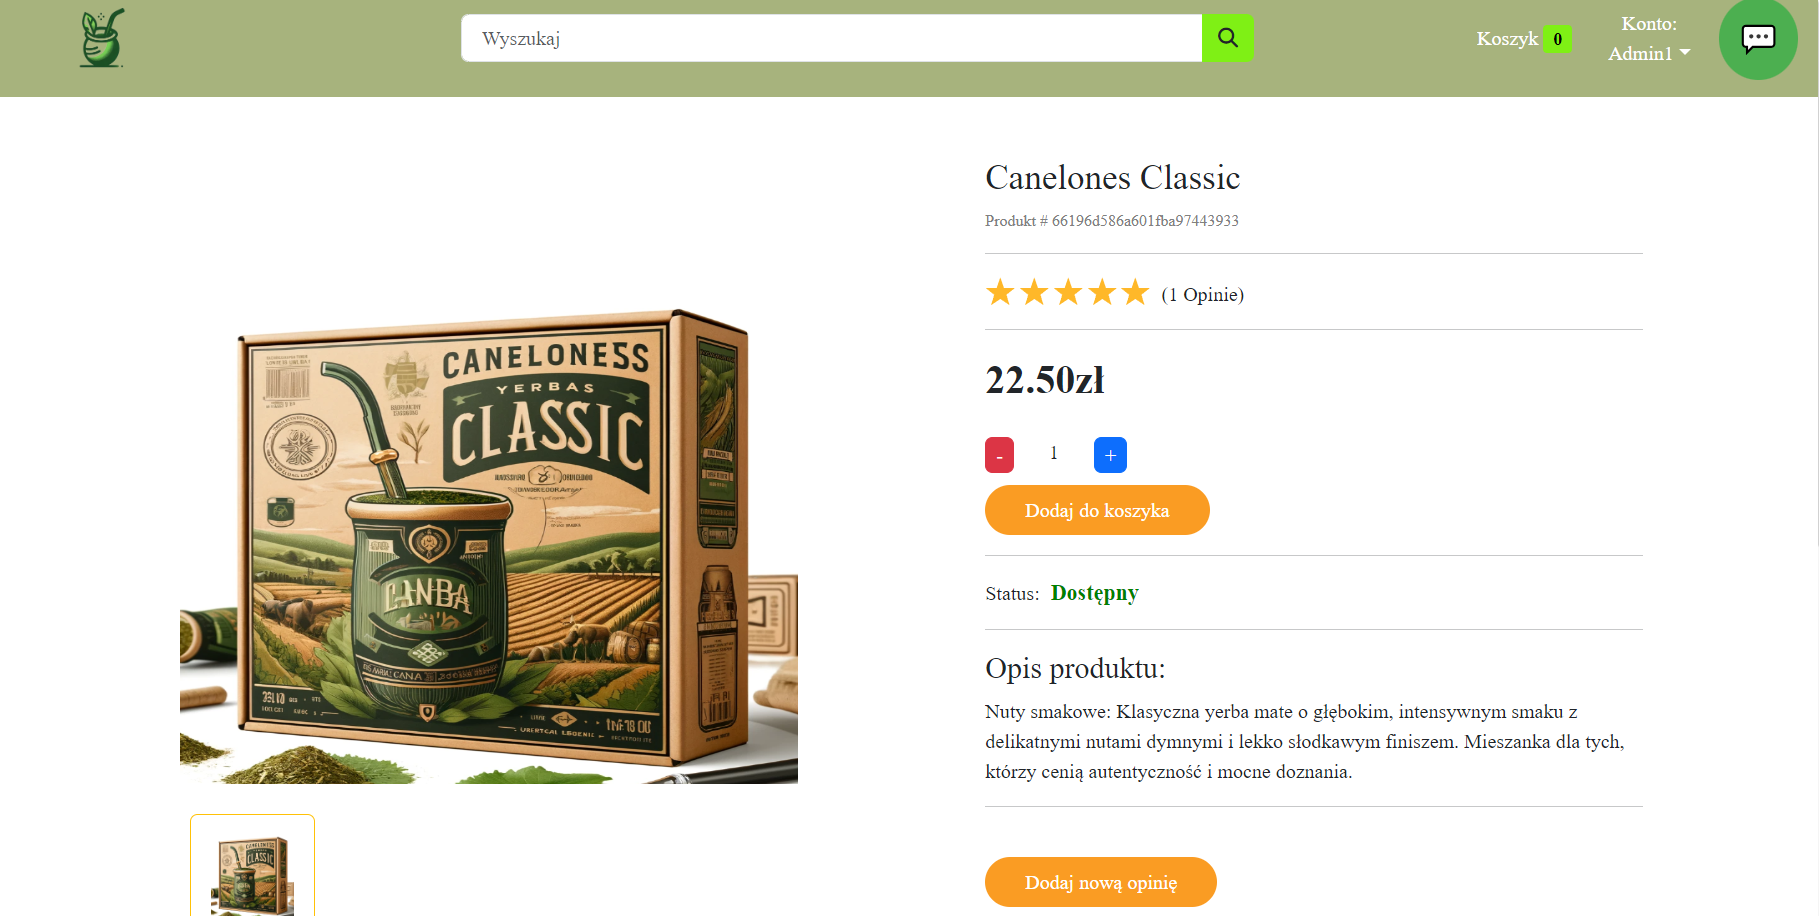 Wyszukaj
Koszyk 0
Konto:
Admin1
Canelones Classic
Produkt # 66196d586a601fba97443933
(1 Opinie)
22.50zł
- 1 +
Dodaj do koszyka
Status: Dostępny
Opis produktu:
Nuty smakowe: Klasyczna yerba mate o głębokim, intensywnym smaku z
delikatnymi nutami dymnymi i lekko słodkawym finiszem. Mieszanka dla tych,
którzy cenią autentyczność i mocne doznania.
Dodaj nową opinię
CANELONESS
YERBAS
CLASSIC